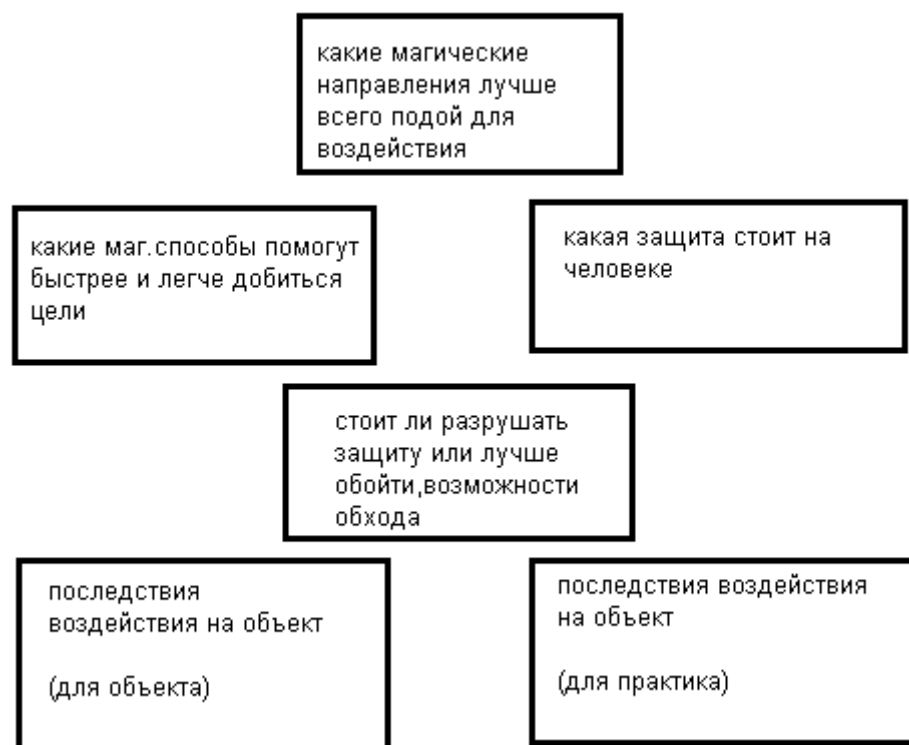 какие магические
направления лучше
всего подой для
воздействия
какие маг.способы помогут
быстрее и легче добиться
цели
какая защита стоит на
человеке
стоит ли разрушать
защиту или лучше
обойти,возможности
обхода
последствия
воздействия на объект
(для объекта)
последствия воздействия
на объект
(для практика)